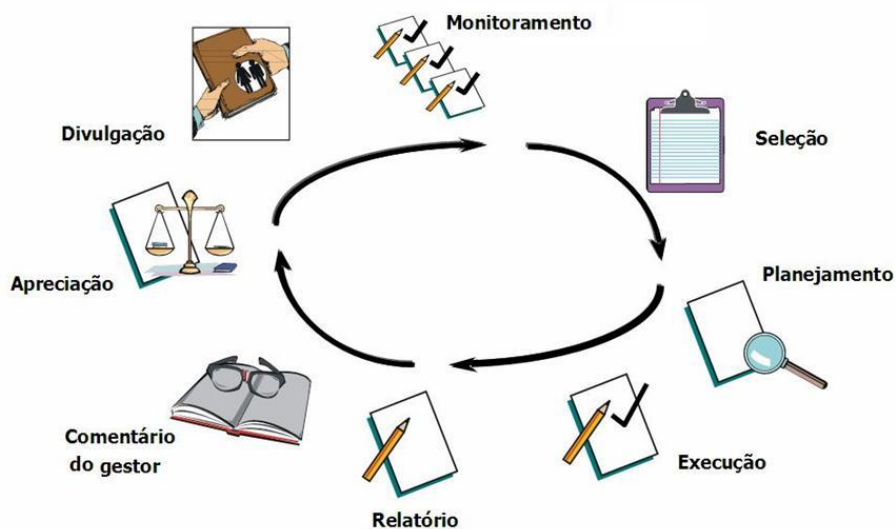 Monitoramento
Seleção
Planejamento
Execução
Relatório
Comentário
do gestor
Apreciação
Divulgação